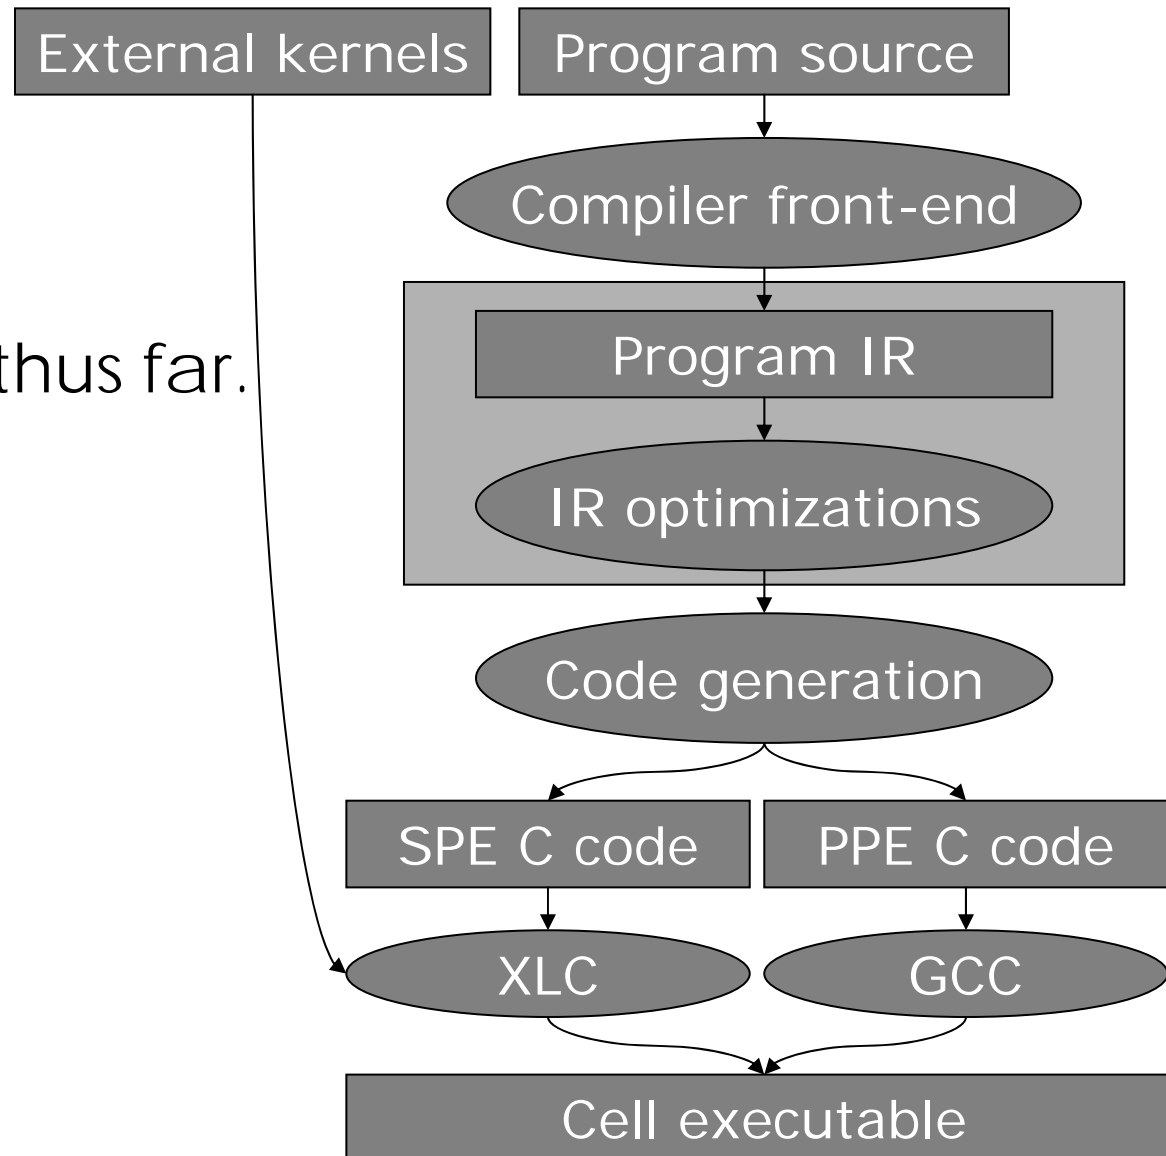 External kernels
Program source
Compiler front-end
thus far.
Program IR
IR optimizations
Code generation
SPE C code
PPE C code
XLC
GCC
Cell executable